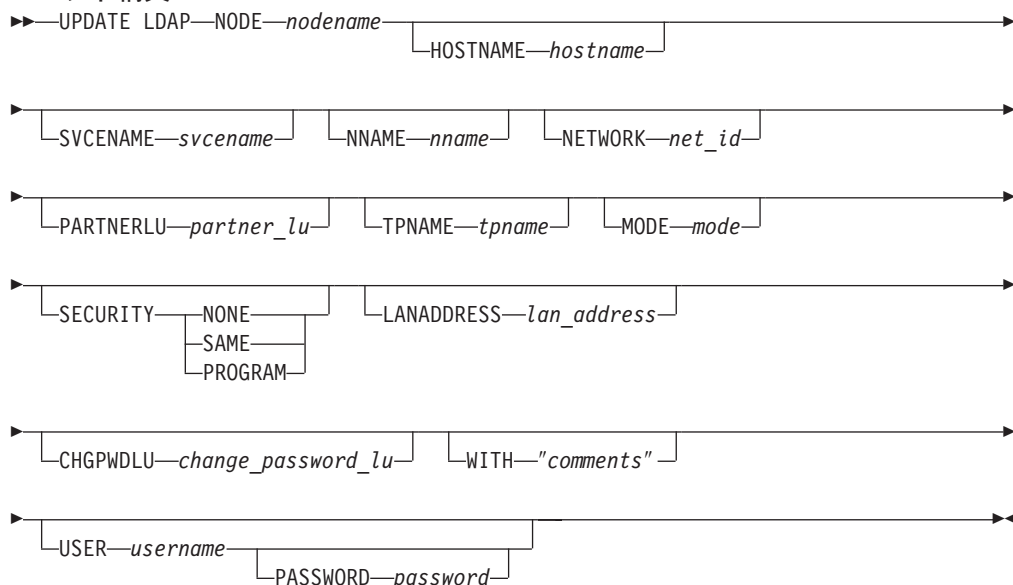 UPDATE LDAP NODE nodename
HOSTNAME hostname
SVCENAME svcename NNAME nname NETWORK net_id
PARTNERLU partner_lu TPNAME tpname MODE mode
SECURITY NONE LANADDRESS lan_address
SAME
PROGRAM
CHGPWDLU change_password_lu WITH "comments"
USER username
PASSWORD password